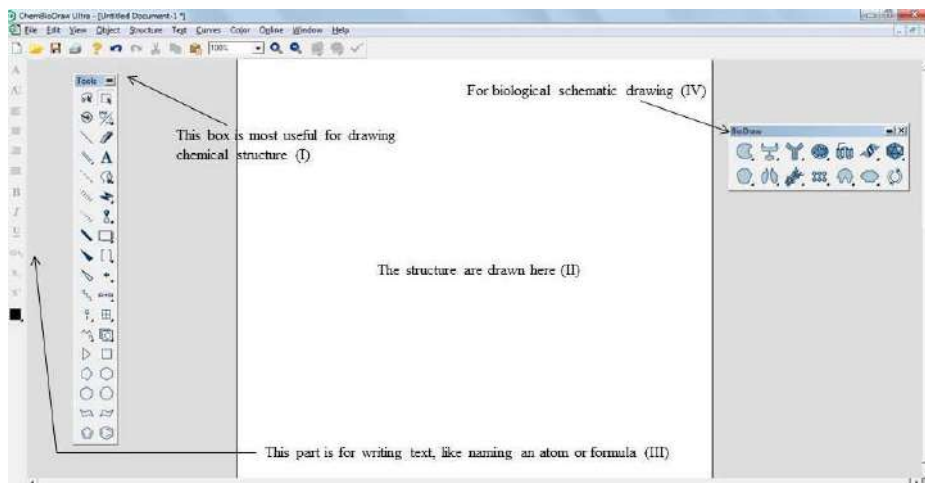 ChemBioDraw Ultra - [Untitled Document-1 *]
File Edit View Object Structure Text Curves Color Online Window Help
100%
Tools
For biological schematic drawing (IV)
BioDraw
This box is most useful for drawing
chemical structure (I)
A
B
I
U
The structure are drawn here (II)
This part is for writing text, like naming an atom or formula (III)